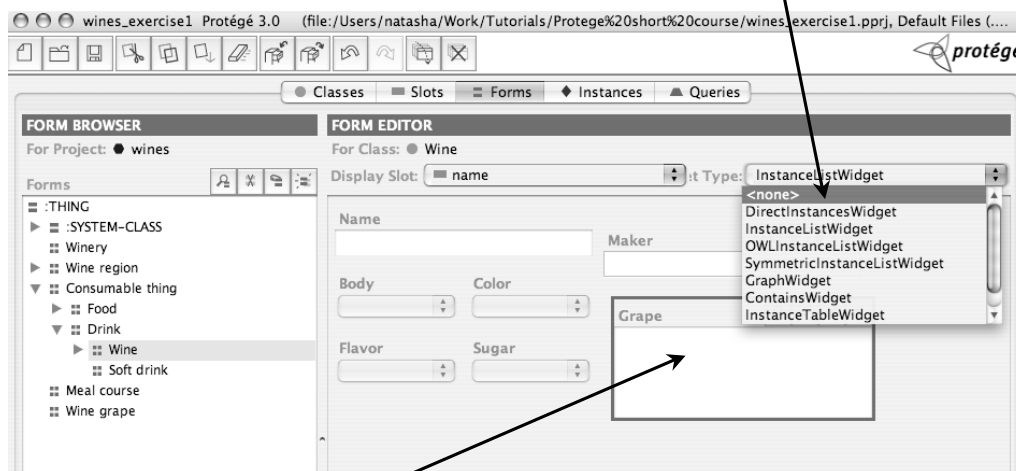 wines_exercise1 Protégé 3.0 (file:/Users/natasha/Work/Tutorials/Protege%20short%20course/wines_exercise1.pprj, Default Files (....
protégé
Classes Slots Forms Instances Queries
FORM BROWSER
For Project: wines
Forms
:THING
:SYSTEM-CLASS
Winery
Wine region
Consumable thing
Food
Drink
Wine
Soft drink
Meal course
Wine grape
FORM EDITOR
For Class: Wine
Display Slot: name
:t Type: InstanceListWidget
<none>
DirectInstancesWidget
InstanceListWidget
OWLInstanceListWidget
SymmetricInstanceListWidget
GraphWidget
ContainsWidget
InstanceTableWidget
Name
Maker
Body Color
Grape
Flavor Sugar